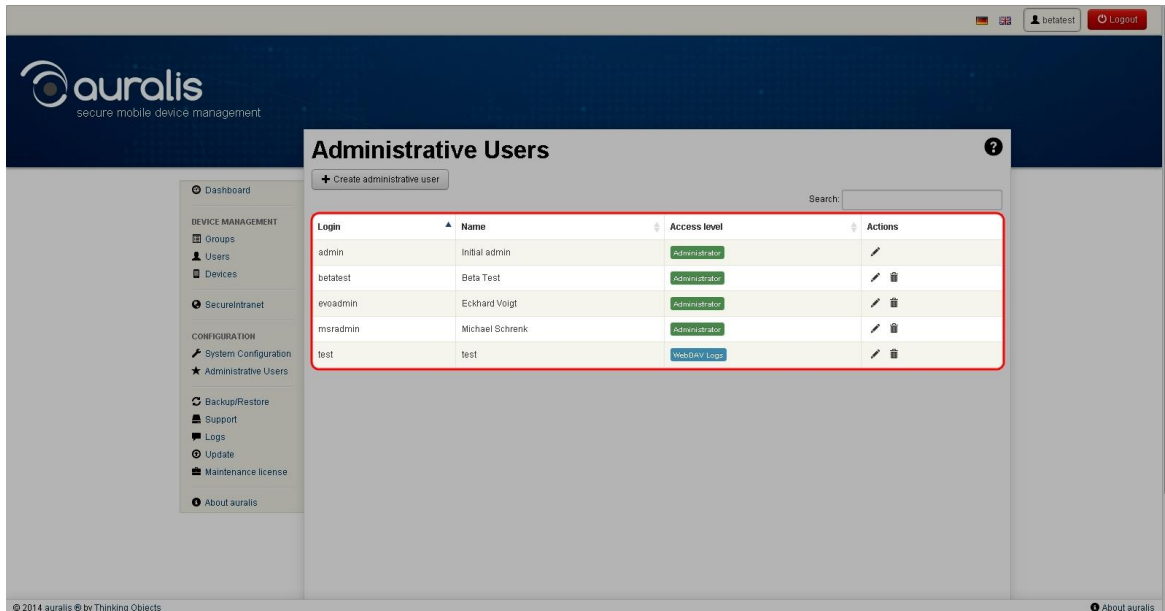 betatest Logout
auralis
secure mobile device management
Administrative Users
Create administrative user
Search:
Dashboard
DEVICE MANAGEMENT
Groups
Users
Devices
SecureIntranet
CONFIGURATION
System Configuration
Administrative Users
Backup/Restore
Support
Logs
Update
Maintenance license
About auralis
Login Name Access level Actions
admin Initial admin Administrator
betatest Beta Test Administrator
evoadmin Eckhard Voigt Administrator
msradmin Michael Schrenk Administrator
test test WebDAV Logs
© 2014 auralis ® by Thinking Objects
About auralis